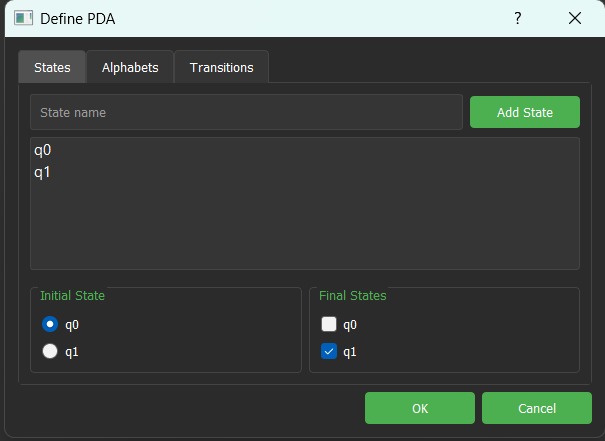 Define PDA ?
States Alphabets Transitions
State name Add State
q0
q1
Initial State Final States
q0 q0
q1 q1
OK Cancel